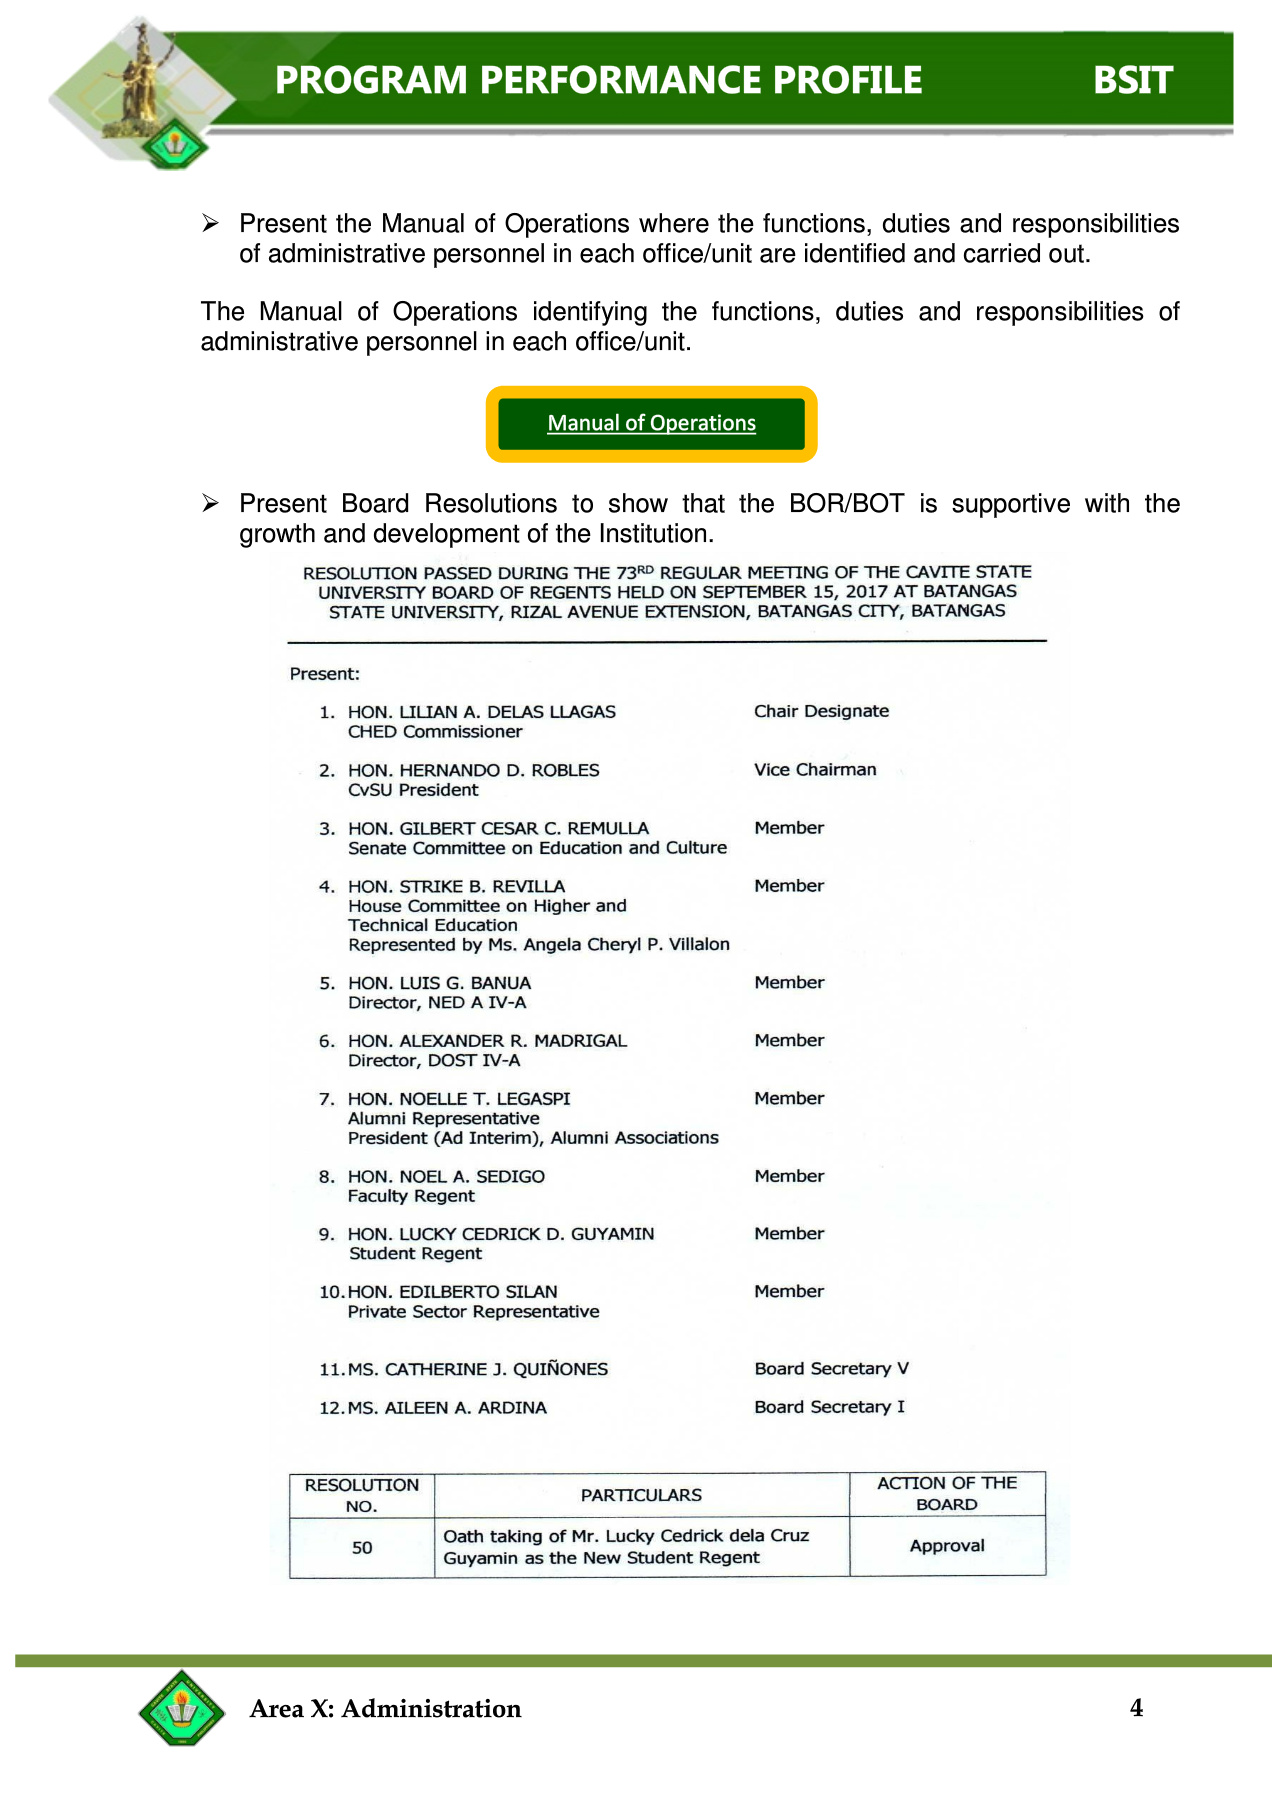 PROGRAM PERFORMANCE PROFILE BSIT
➢ Present the Manual of Operations where the functions, duties and responsibilities
of administrative personnel in each office/unit are identified and carried out.
The Manual of Operations identifying the functions, duties and responsibilities of
administrative personnel in each office/unit.
Manual of Operations
➢ Present Board Resolutions to show that the BOR/BOT is supportive with the
growth and development of the Institution.
RESOLUTION PASSED DURING THE 73RD REGULAR MEETING OF THE CAVITE STATE
UNIVERSITY BOARD OF REGENTS HELD ON SEPTEMBER 15, 2017 AT BATANGAS
STATE UNIVERSITY, RIZAL AVENUE EXTENSION, BATANGAS CITY, BATANGAS
Present:
1. HON. LILIAN A. DELAS LLAGAS Chair Designate
CHED Commissioner
2. HON. HERNANDO D. ROBLES Vice Chairman
CvSU President
3. HON. GILBERT CESAR C. REMULLA Member
Senate Committee on Education and Culture
4. HON. STRIKE B. REVILLA Member
House Committee on Higher and
Technical Education
Represented by Ms. Angela Cheryl P. Villalon
5. HON. LUIS G. BANUA Member
Director, NED A IV-A
6. HON. ALEXANDER R. MADRIGAL Member
Director, DOST IV-A
7. HON. NOELLE T. LEGASPI Member
Alumni Representative
President (Ad Interim), Alumni Associations
8. HON. NOEL A. SEDIGO Member
Faculty Regent
9. HON. LUCKY CEDRICK D. GUYAMIN Member
Student Regent
10. HON. EDILBERTO SILAN Member
Private Sector Representative
11. MS. CATHERINE J. QUIÑONES Board Secretary V
12. MS. AILEEN A. ARDINA Board Secretary I
RESOLUTION NO. PARTICULARS ACTION OF THE BOARD
50 Oath taking of Mr. Lucky Cedrick dela Cruz Approval
Guyamin as the New Student Regent
Area X: Administration 4